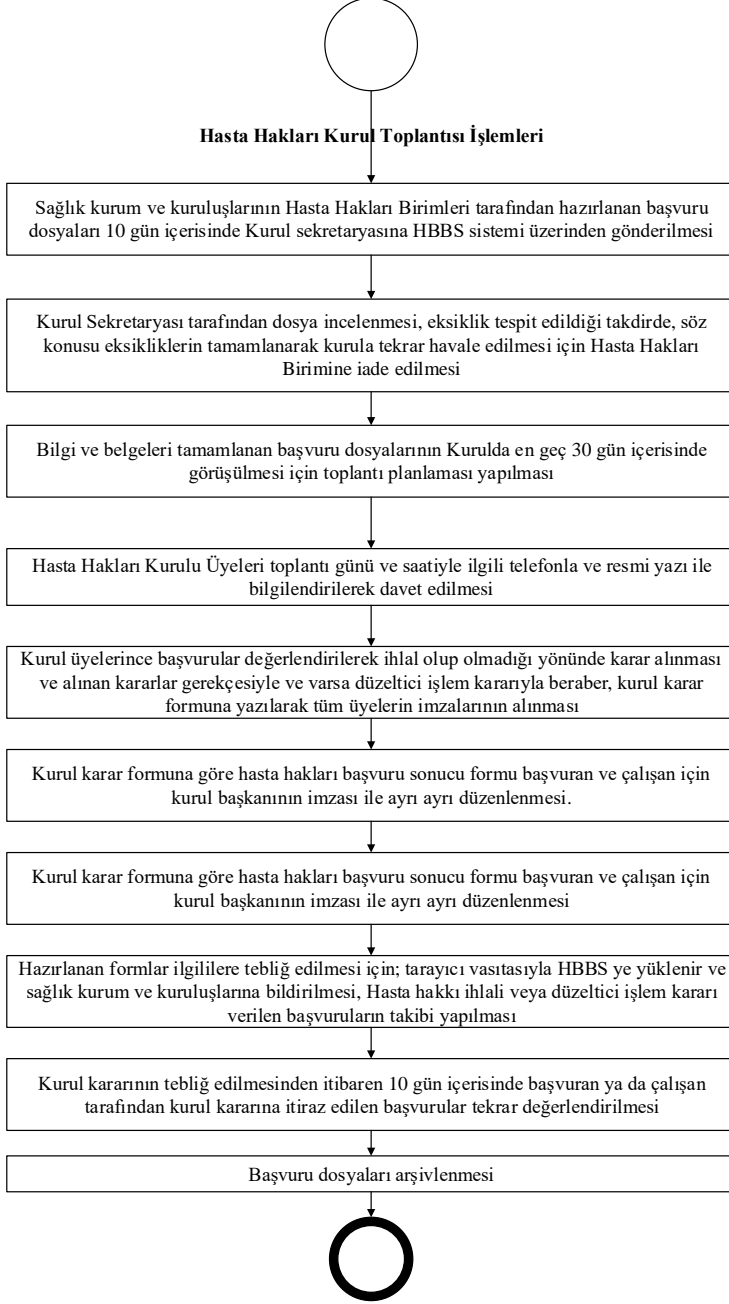 Hasta Hakları Kurul Toplantısı İşlemleri
Sağlık kurum ve kuruluşlarının Hasta Hakları Birimleri tarafından hazırlanan başvuru
dosyaları 10 gün içerisinde Kurul sekretaryasına HBBS sistemi üzerinden gönderilmesi
Kurul Sekretaryası tarafından dosya incelenmesi, eksiklik tespit edildiği takdirde, söz
konusu eksikliklerin tamamlanarak kurula tekrar havale edilmesi için Hasta Hakları
Birimine iade edilmesi
Bilgi ve belgeleri tamamlanan başvuru dosyalarının Kurulda en geç 30 gün içerisinde
görüşülmesi için toplantı planlaması yapılması
Hasta Hakları Kurulu Üyeleri toplantı günü ve saatiyle ilgili telefonla ve resmi yazı ile
bilgilendirilerek davet edilmesi
Kurul üyelerince başvurular değerlendirilerek ihlal olup olmadığı yönünde karar alınması
ve alınan kararlar gerekçesiyle ve varsa düzeltici işlem kararıyla beraber, kurul karar
formuna yazılarak tüm üyelerin imzalarının alınması
Kurul karar formuna göre hasta hakları başvuru sonucu formu başvuran ve çalışan için
kurul başkanının imzası ile ayrı ayrı düzenlenmesi.
Kurul karar formuna göre hasta hakları başvuru sonucu formu başvuran ve çalışan için
kurul başkanının imzası ile ayrı ayrı düzenlenmesi
Hazırlanan formlar ilgililere tebliğ edilmesi için; tarayıcı vasıtasıyla HBBS ye yüklenir ve
sağlık kurum ve kuruluşlarına bildirilmesi, Hasta hakkı ihlali veya düzeltici işlem kararı
verilen başvuruların takibi yapılması
Kurul kararının tebliğ edilmesinden itibaren 10 gün içerisinde başvuran ya da çalışan
tarafından kurul kararına itiraz edilen başvurular tekrar değerlendirilmesi
Başvuru dosyaları arşivlenmesi